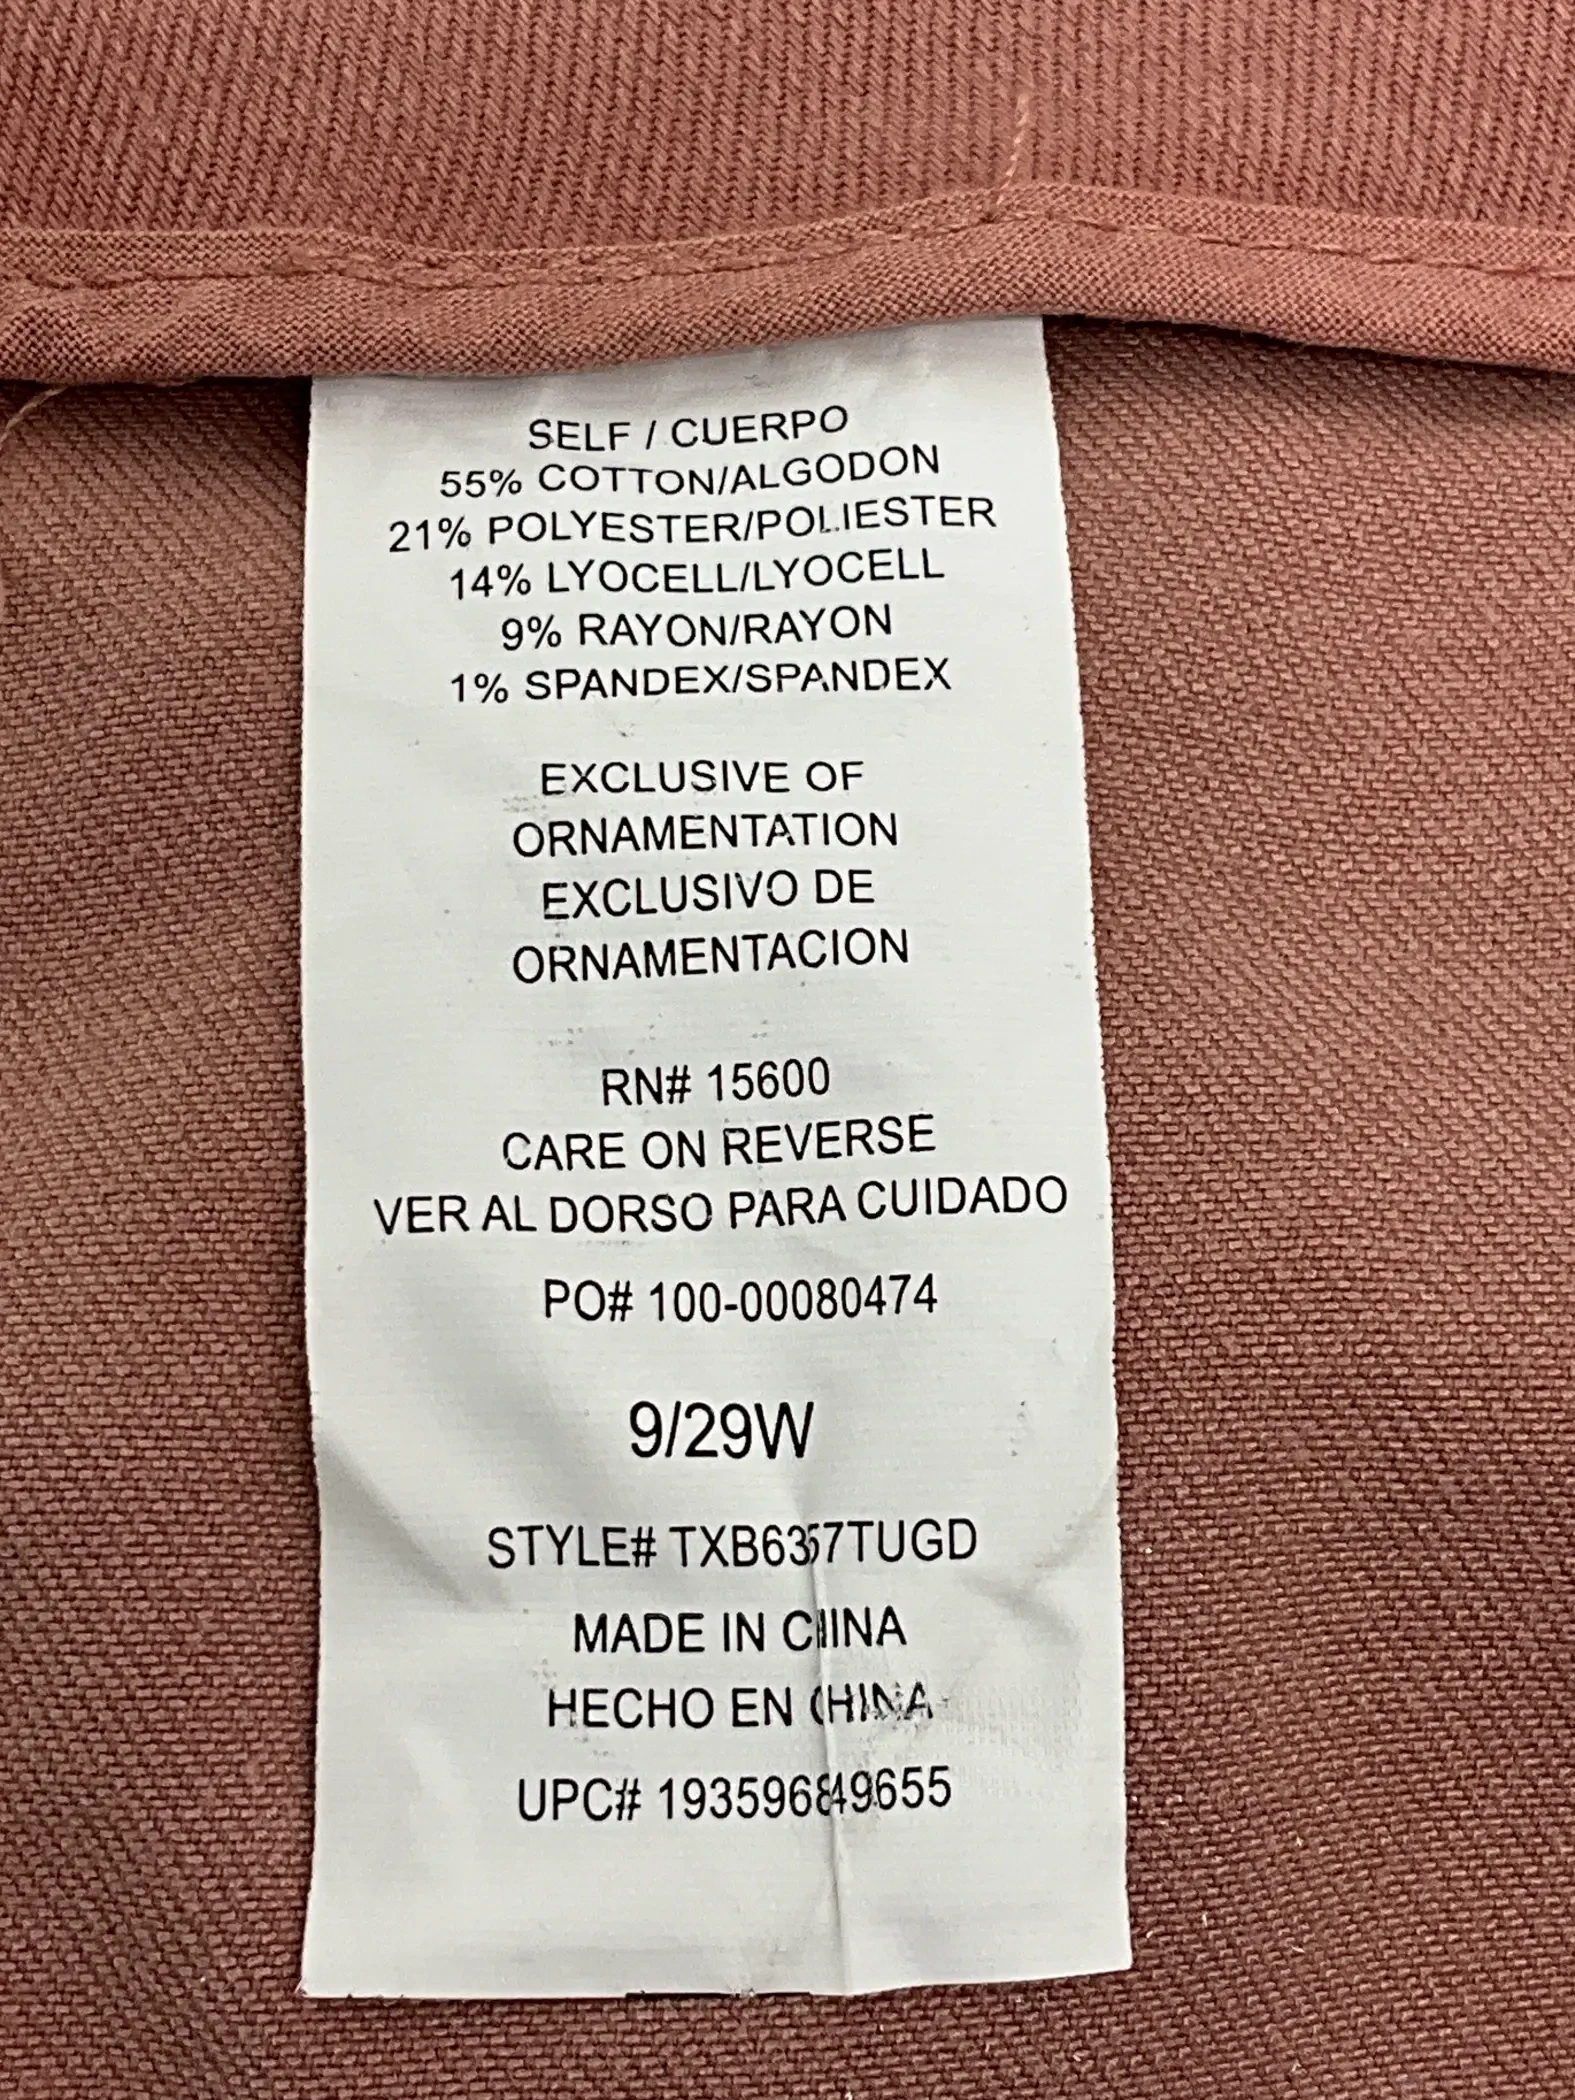 SELF / CUERPO
55% COTTON/ALGODON
21% POLYESTER/POLIESTER
14% LYOCELL/LYOCELL
9% RAYON/RAYON
1% SPANDEX/SPANDEX
EXCLUSIVE OF
ORNAMENTATION
EXCLUSIVO DE
ORNAMENTACION
RN# 15600
CARE ON REVERSE
VER AL DORSO PARA CUIDADO
PO# 100-00080474
9/29W
STYLE# TXB6357TUGD
MADE IN CHINA
HECHO EN CHINA
UPC# 193596849655